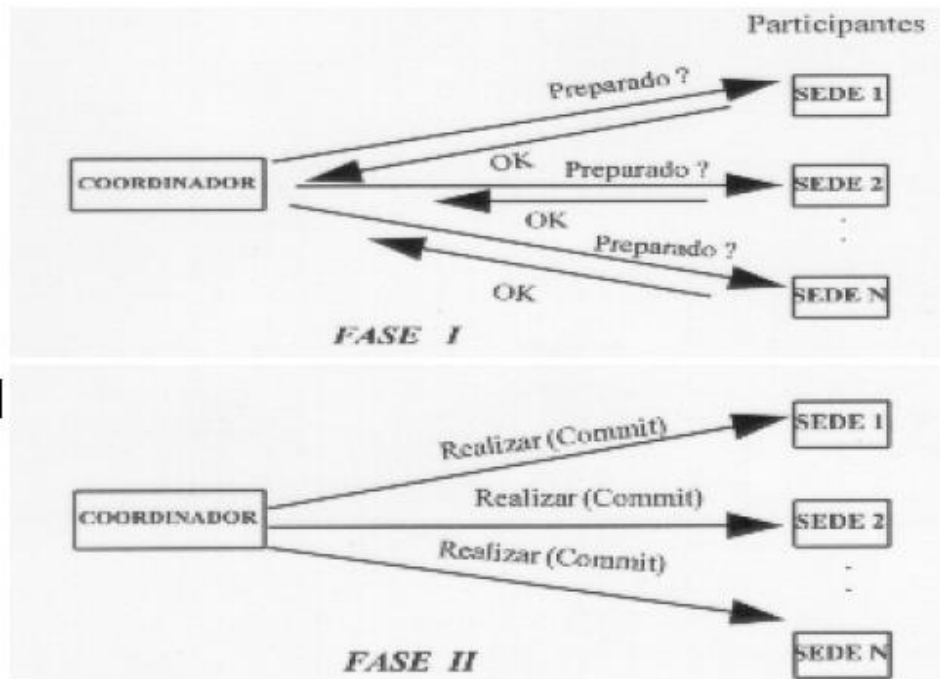 Participantes
Preparado ?
SEDE 1
OK
COORDINADOR
Preparado ?
SEDE 2
OK
Preparado ?
OK
SEDE N
FASE I
SEDE 1
Realizar (Commit)
Realizar (Commit)
COORDINADOR
SEDE 2
Realizar (Commit)
SEDE N
FASE II